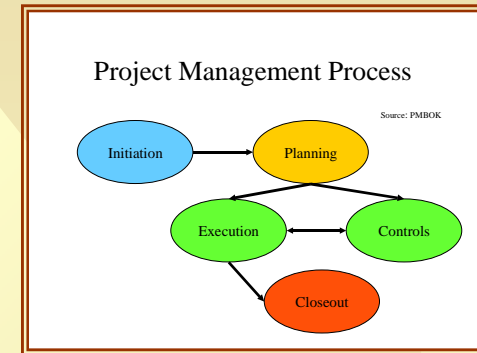 Project Management Process
Source: PMBOK
Initiation
Planning
Execution
Controls
Closeout